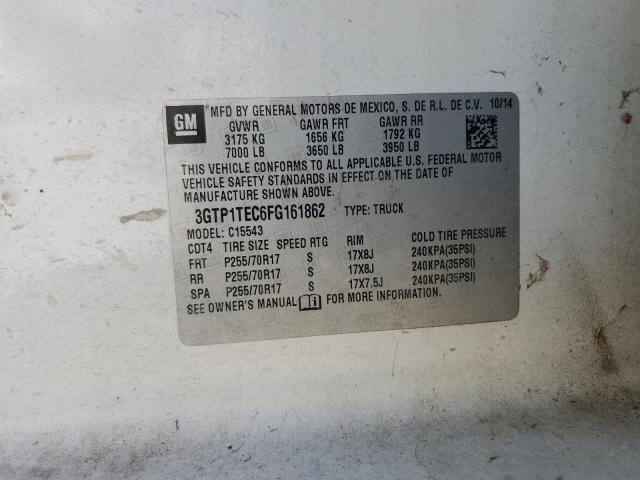 GM
*MFD BY GENERAL MOTORS DE MEXICO, S. DE R.L. DE C.V. 10/14
GVWR GAWR FRT GAWR RR
3175 KG 1656 KG 1792 KG
7000 LB 3650 LB 3950 LB
THIS VEHICLE CONFORMS TO ALL APPLICABLE U.S. FEDERAL MOTOR
VEHICLE SAFETY STANDARDS IN EFFECT ON THE DATE OF
MANUFACTURE SHOWN ABOVE.
3GTP1TEC6FG161862 TYPE: TRUCK
MODEL: C15543
CDT4 TIRE SIZE SPEED RTG RIM COLD TIRE PRESSURE
FRT P255/70R17 S 17X8J 240KPA(35PSI)
RR P255/70R17 S 17X8J 240KPA(35PSI)
SPA P255/70R17 S 17X7.5J 240KPA(35PSI)
SEE OWNER'S MANUAL FOR MORE INFORMATION.